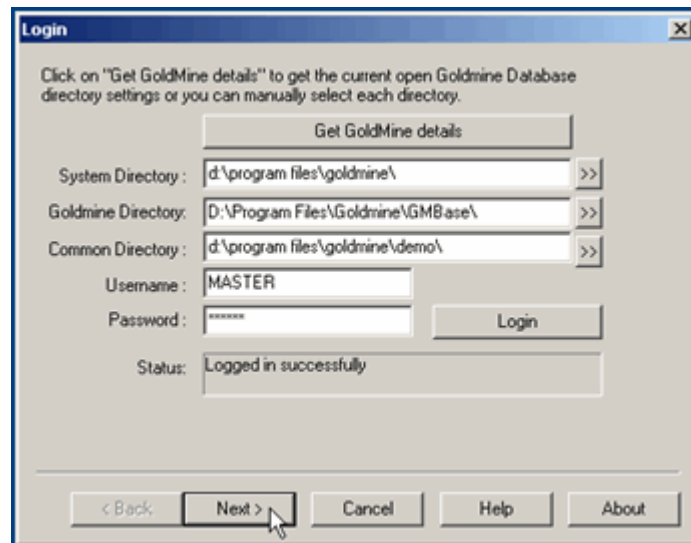 Login
Click on "Get GoldMine details" to get the current open Goldmine Database
directory settings or you can manually select each directory.
Get GoldMine details
System Directory : d:\program files\goldmine\ >>
Goldmine Directory: D:\Program Files\Goldmine\GMBase\ >>
Common Directory : d:\program files\goldmine\demo\ >>
Username : MASTER
Password : ****** Login
Status: Logged in successfully
< Back Next > Cancel Help About